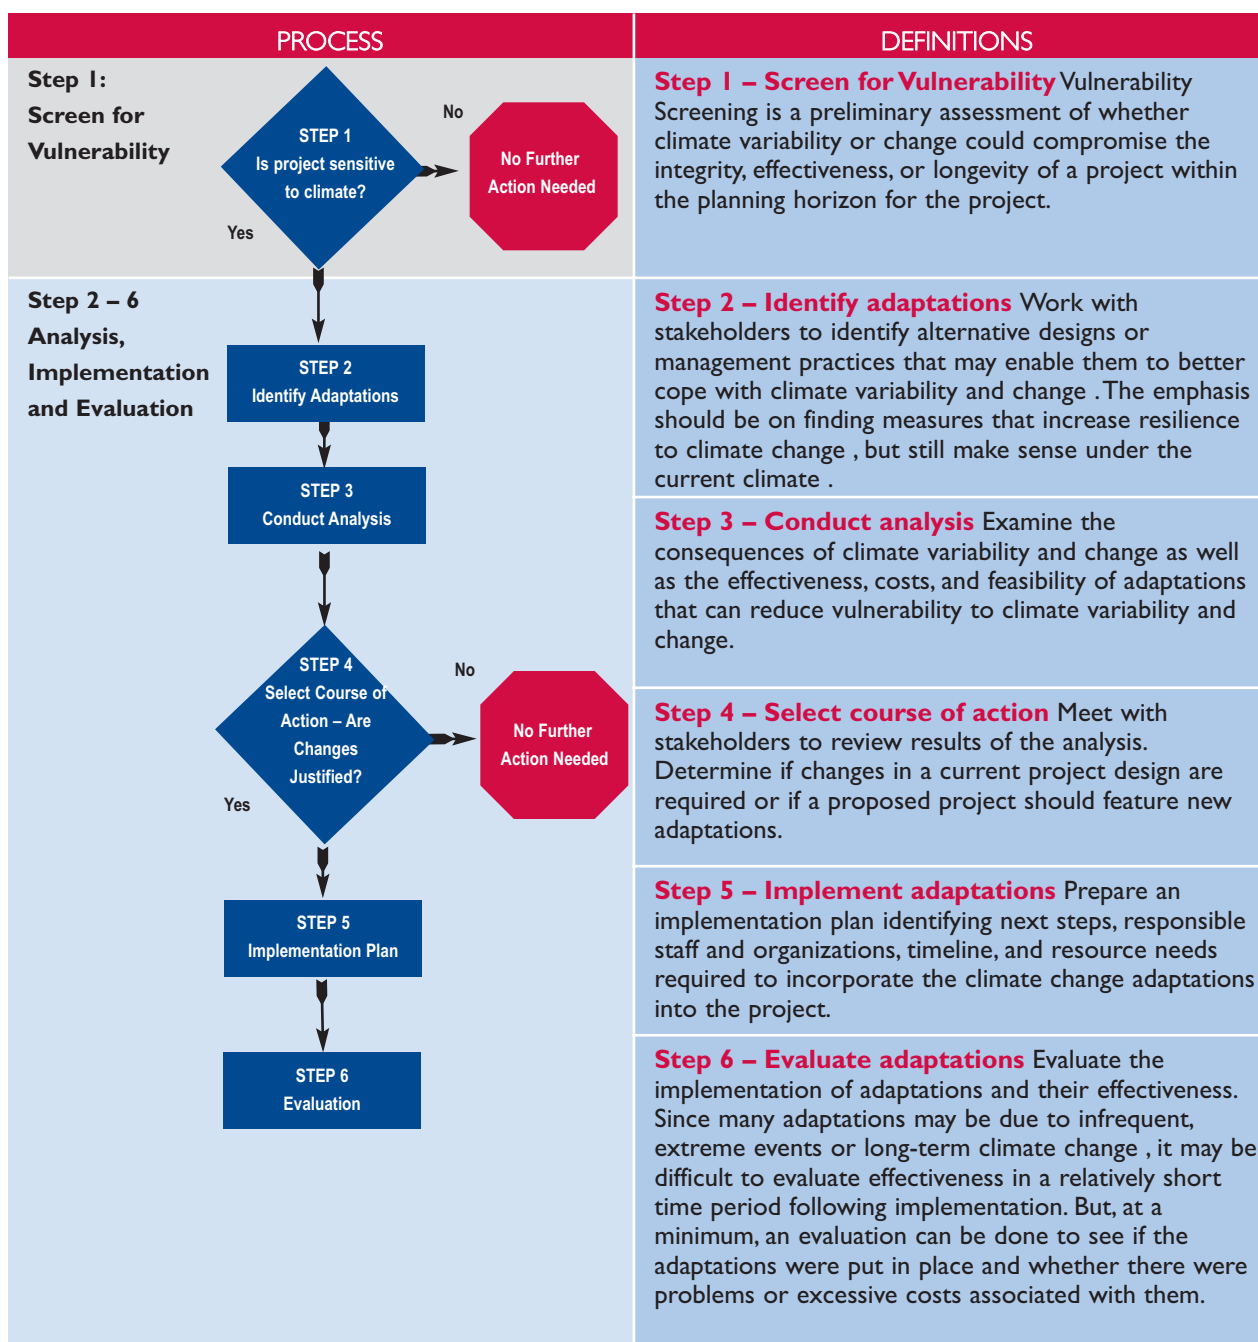 PROCESS
DEFINITIONS
Step 1:
Screen for
Vulnerability
STEP 1
Is project sensitive
to climate?
No
No Further
Action Needed
Yes
Step 1 – Screen for Vulnerability Vulnerability
Screening is a preliminary assessment of whether
climate variability or change could compromise the
integrity, effectiveness, or longevity of a project within
the planning horizon for the project.
Step 2 – 6
Analysis,
Implementation
and Evaluation
STEP 2
Identify Adaptations
Step 2 – Identify adaptations Work with
stakeholders to identify alternative designs or
management practices that may enable them to better
cope with climate variability and change . The emphasis
should be on finding measures that increase resilience
to climate change , but still make sense under the
current climate .
STEP 3
Conduct Analysis
Step 3 – Conduct analysis Examine the
consequences of climate variability and change as well
as the effectiveness, costs, and feasibility of adaptations
that can reduce vulnerability to climate variability and
change.
STEP 4
Select Course of
Action – Are
Changes
Justified?
No
No Further
Action Needed
Yes
Step 4 – Select course of action Meet with
stakeholders to review results of the analysis.
Determine if changes in a current project design are
required or if a proposed project should feature new
adaptations.
STEP 5
Implementation Plan
Step 5 – Implement adaptations Prepare an
implementation plan identifying next steps, responsible
staff and organizations, timeline, and resource needs
required to incorporate the climate change adaptations
into the project.
STEP 6
Evaluation
Step 6 – Evaluate adaptations Evaluate the
implementation of adaptations and their effectiveness.
Since many adaptations may be due to infrequent,
extreme events or long-term climate change , it may be
difficult to evaluate effectiveness in a relatively short
time period following implementation. But, at a
minimum, an evaluation can be done to see if the
adaptations were put in place and whether there were
problems or excessive costs associated with them.